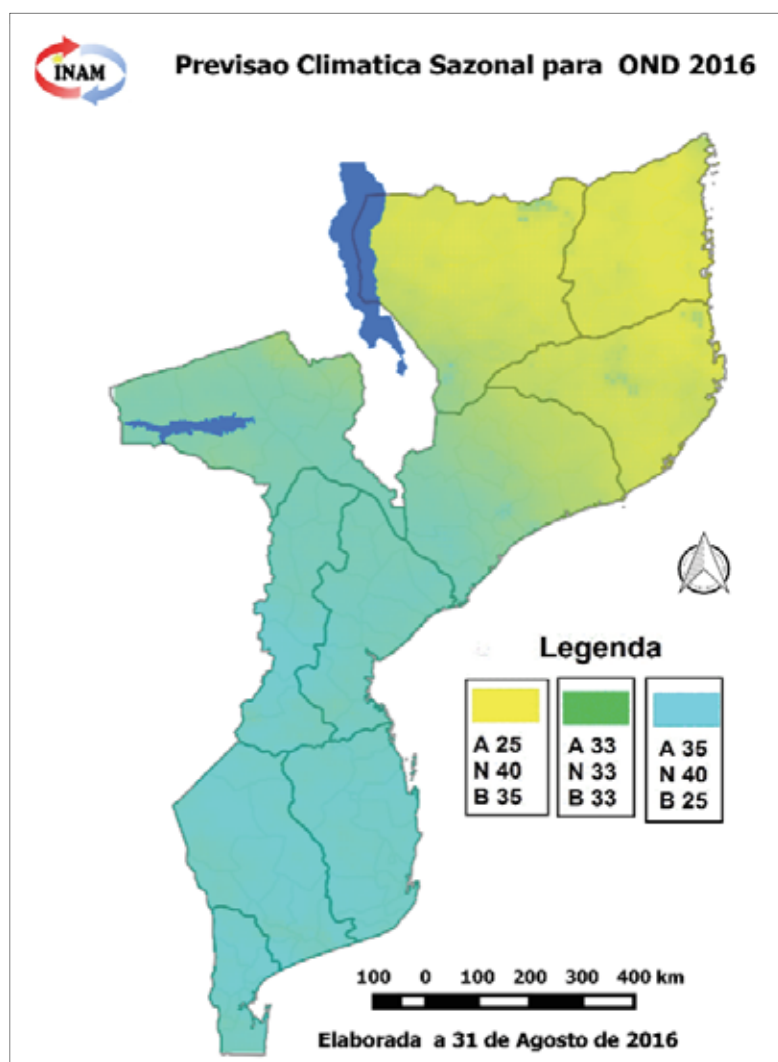 INAM
Previsao Climatica Sazonal para OND 2016
Legenda
A 25
N 40
B 35
A 33
N 33
B 33
A 35
N 40
B 25
100 0 100 200 300 400 km
Elaborada a 31 de Agosto de 2016